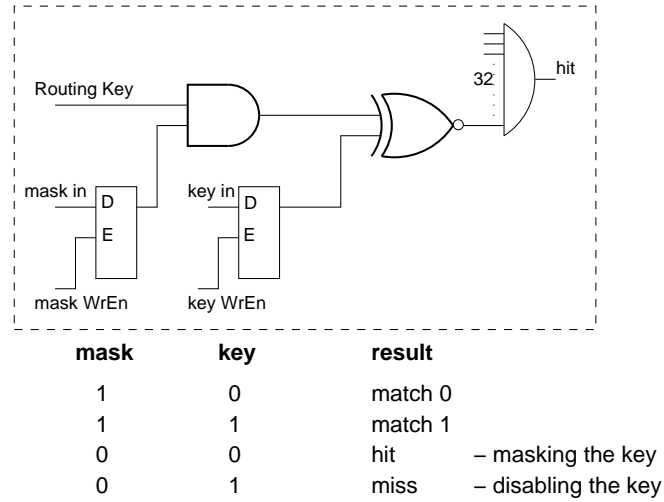 32
hit
Routing Key
mask in
D
E
mask WrEn
key in
D
E
key WrEn
mask key result
1 0 match 0
1 1 match 1
0 0 hit – masking the key
0 1 miss – disabling the key